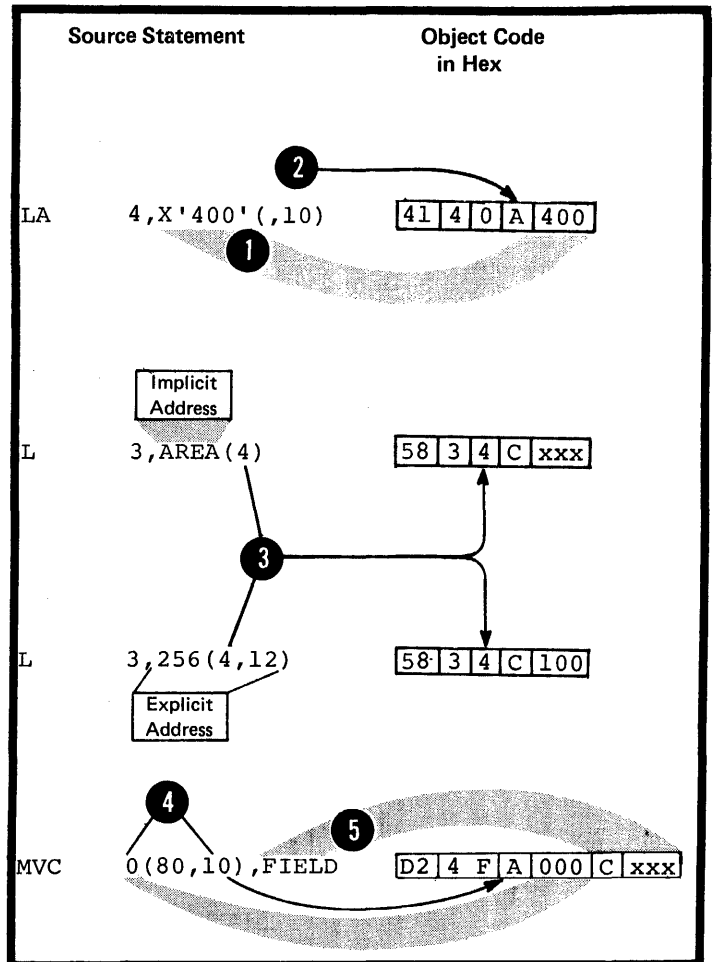 Source Statement Object Code
in Hex
2
LA 4,X'400'(,10) 41 4 0 A 400
1
Implicit
Address
L 3,AREA(4) 58 3 4 C xxx
3
L 3,256(4,12) 58 3 4 C 100
Explicit
Address
4
5
MVC 0(80,10),FIELD D2 4 F A 000 C xxx